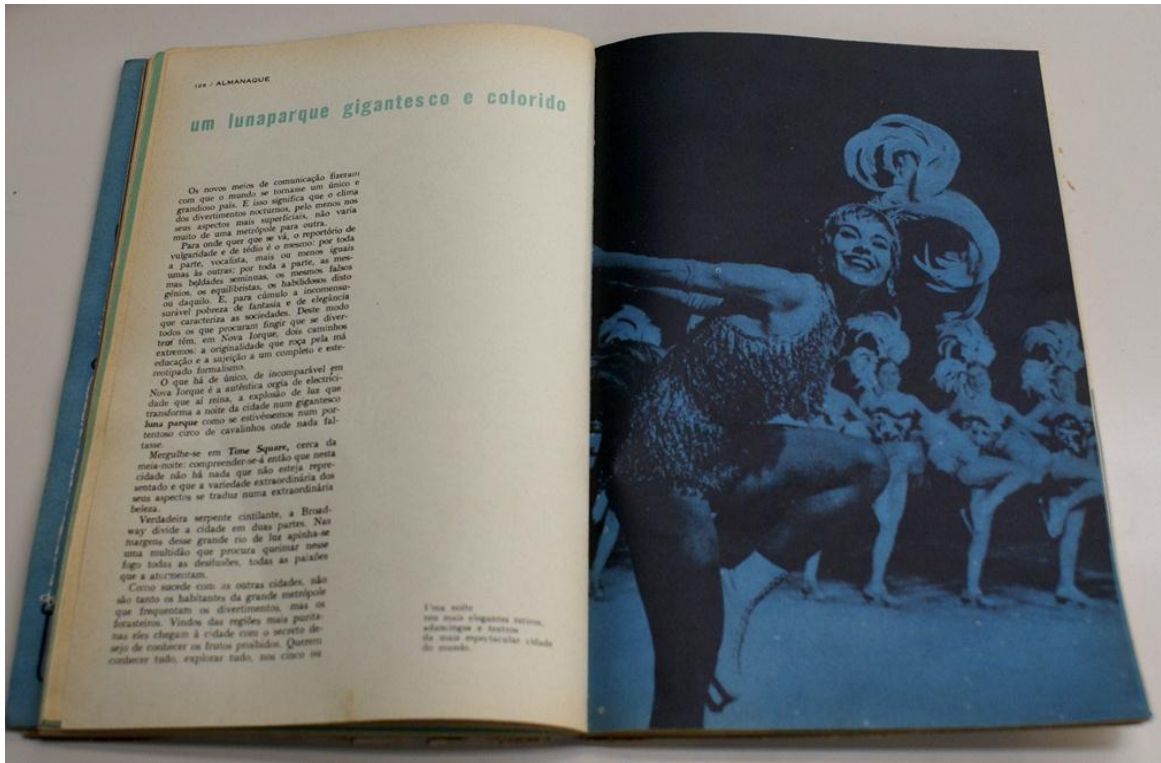 128 / ALMANAQUE
um lunaparque gigantesco e colorido
Os novos meios de comunicação fizeram
com que o mundo se tornasse um único e
grandioso país. E isso significa que o clima
dos divertimentos nocturnos, pelo menos nos
seus aspectos mais superficiais, não varia
muito de uma metrópole para outra.
Para onde quer que se vá, o reportório de
vulgaridade e de tédio é o mesmo: por toda
a parte, vocalista, mais ou menos iguais
umas às outras; por toda a parte, as mes-
mas beldades seminuas, os mesmos falsos
génios, os equilibristas, os habilidosos disto
ou daquilo. E, para cúmulo a incomensu-
rável pobreza de fantasia e de elegância
que caracteriza as sociedades. Deste modo
todos os que procuram fingir que se diver-
tem têm, em Nova Iorque, dois caminhos
extremos: a originalidade que roça pela má
educação e a sujeição a um completo e este-
reotipado formalismo.
O que há de único, de incomparável em
Nova Iorque é a autêntica orgia de electrici-
dade que aí reina, a explosão de luz que
transforma a noite da cidade num gigantesco
luna parque como se estivéssemos num por-
tentoso circo de cavalinhos onde nada fal-
tasse.
Mergulhe-se em Time Square, cerca da
meia-noite: compreender-se-á então que nesta
cidade não há nada que não esteja repre-
sentado e que a variedade extraordinária dos
seus aspectos se traduz numa extraordinária
beleza.
Verdadeira serpente cintilante, a Broad-
way divide a cidade em duas partes. Nas
margens desse grande rio de luz apinha-se
uma multidão que procura queimar nesse
fogo todas as desilusões, todas as paixões
que a atormentam.
Como sucede com as outras cidades, não
são tanto os habitantes da grande metrópole
que frequentam os divertimentos, mas os
forasteiros. Vindos das regiões mais purita-
nas eles chegam à cidade com o secreto de-
sejo de conhecer os frutos proibidos. Querem
conhecer tudo, explorar tudo, nos cinco ou
Uma noite
nos mais elegantes
e teatros
da mais espectacular cidade
do mundo.